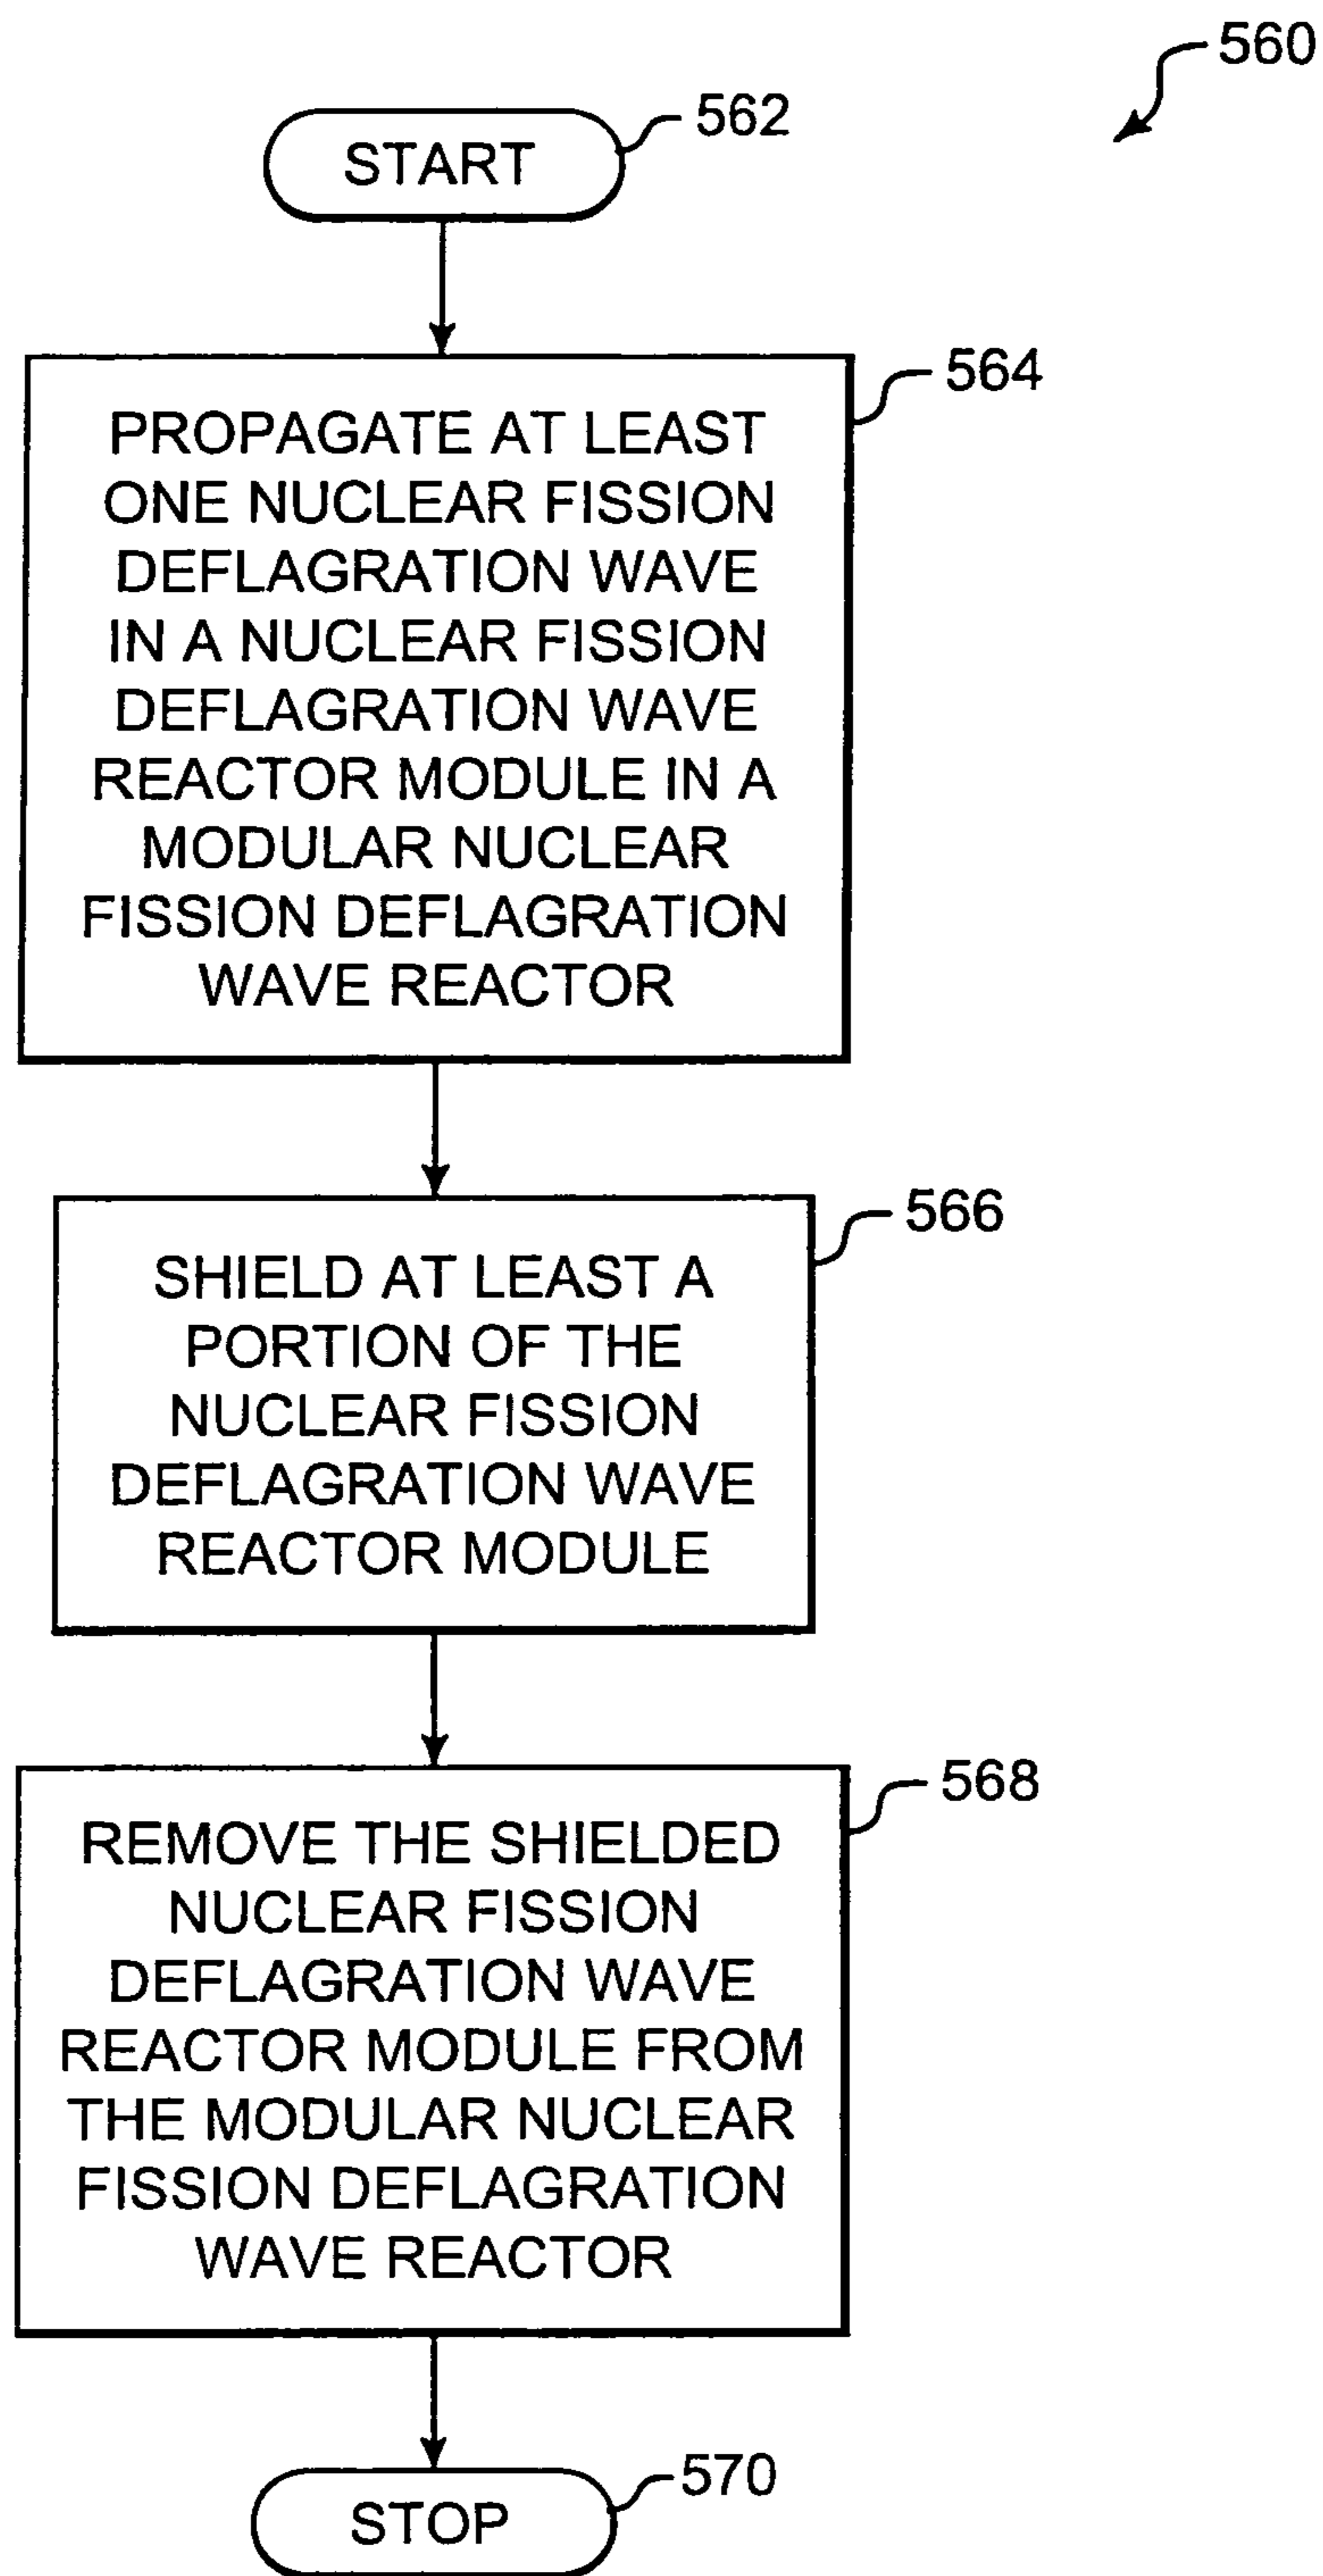 560
562
START
564
PROPAGATE AT LEAST
ONE NUCLEAR FISSION
DEFLAGRATION WAVE
IN A NUCLEAR FISSION
DEFLAGRATION WAVE
REACTOR MODULE IN A
MODULAR NUCLEAR
FISSION DEFLAGRATION
WAVE REACTOR
566
SHIELD AT LEAST A
PORTION OF THE
NUCLEAR FISSION
DEFLAGRATION WAVE
REACTOR MODULE
568
REMOVE THE SHIELDED
NUCLEAR FISSION
DEFLAGRATION WAVE
REACTOR MODULE FROM
THE MODULAR NUCLEAR
FISSION DEFLAGRATION
WAVE REACTOR
570
STOP